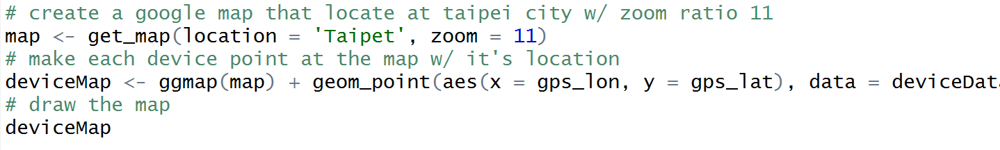 # create a google map that locate at taipei city w/ zoom ratio 11
map <- get_map(location = 'Taipet', zoom = 11)
# make each device point at the map w/ it's location
deviceMap <- ggmap(map) + geom_point(aes(x = gps_lon, y = gps_lat), data = deviceData
# draw the map
deviceMap